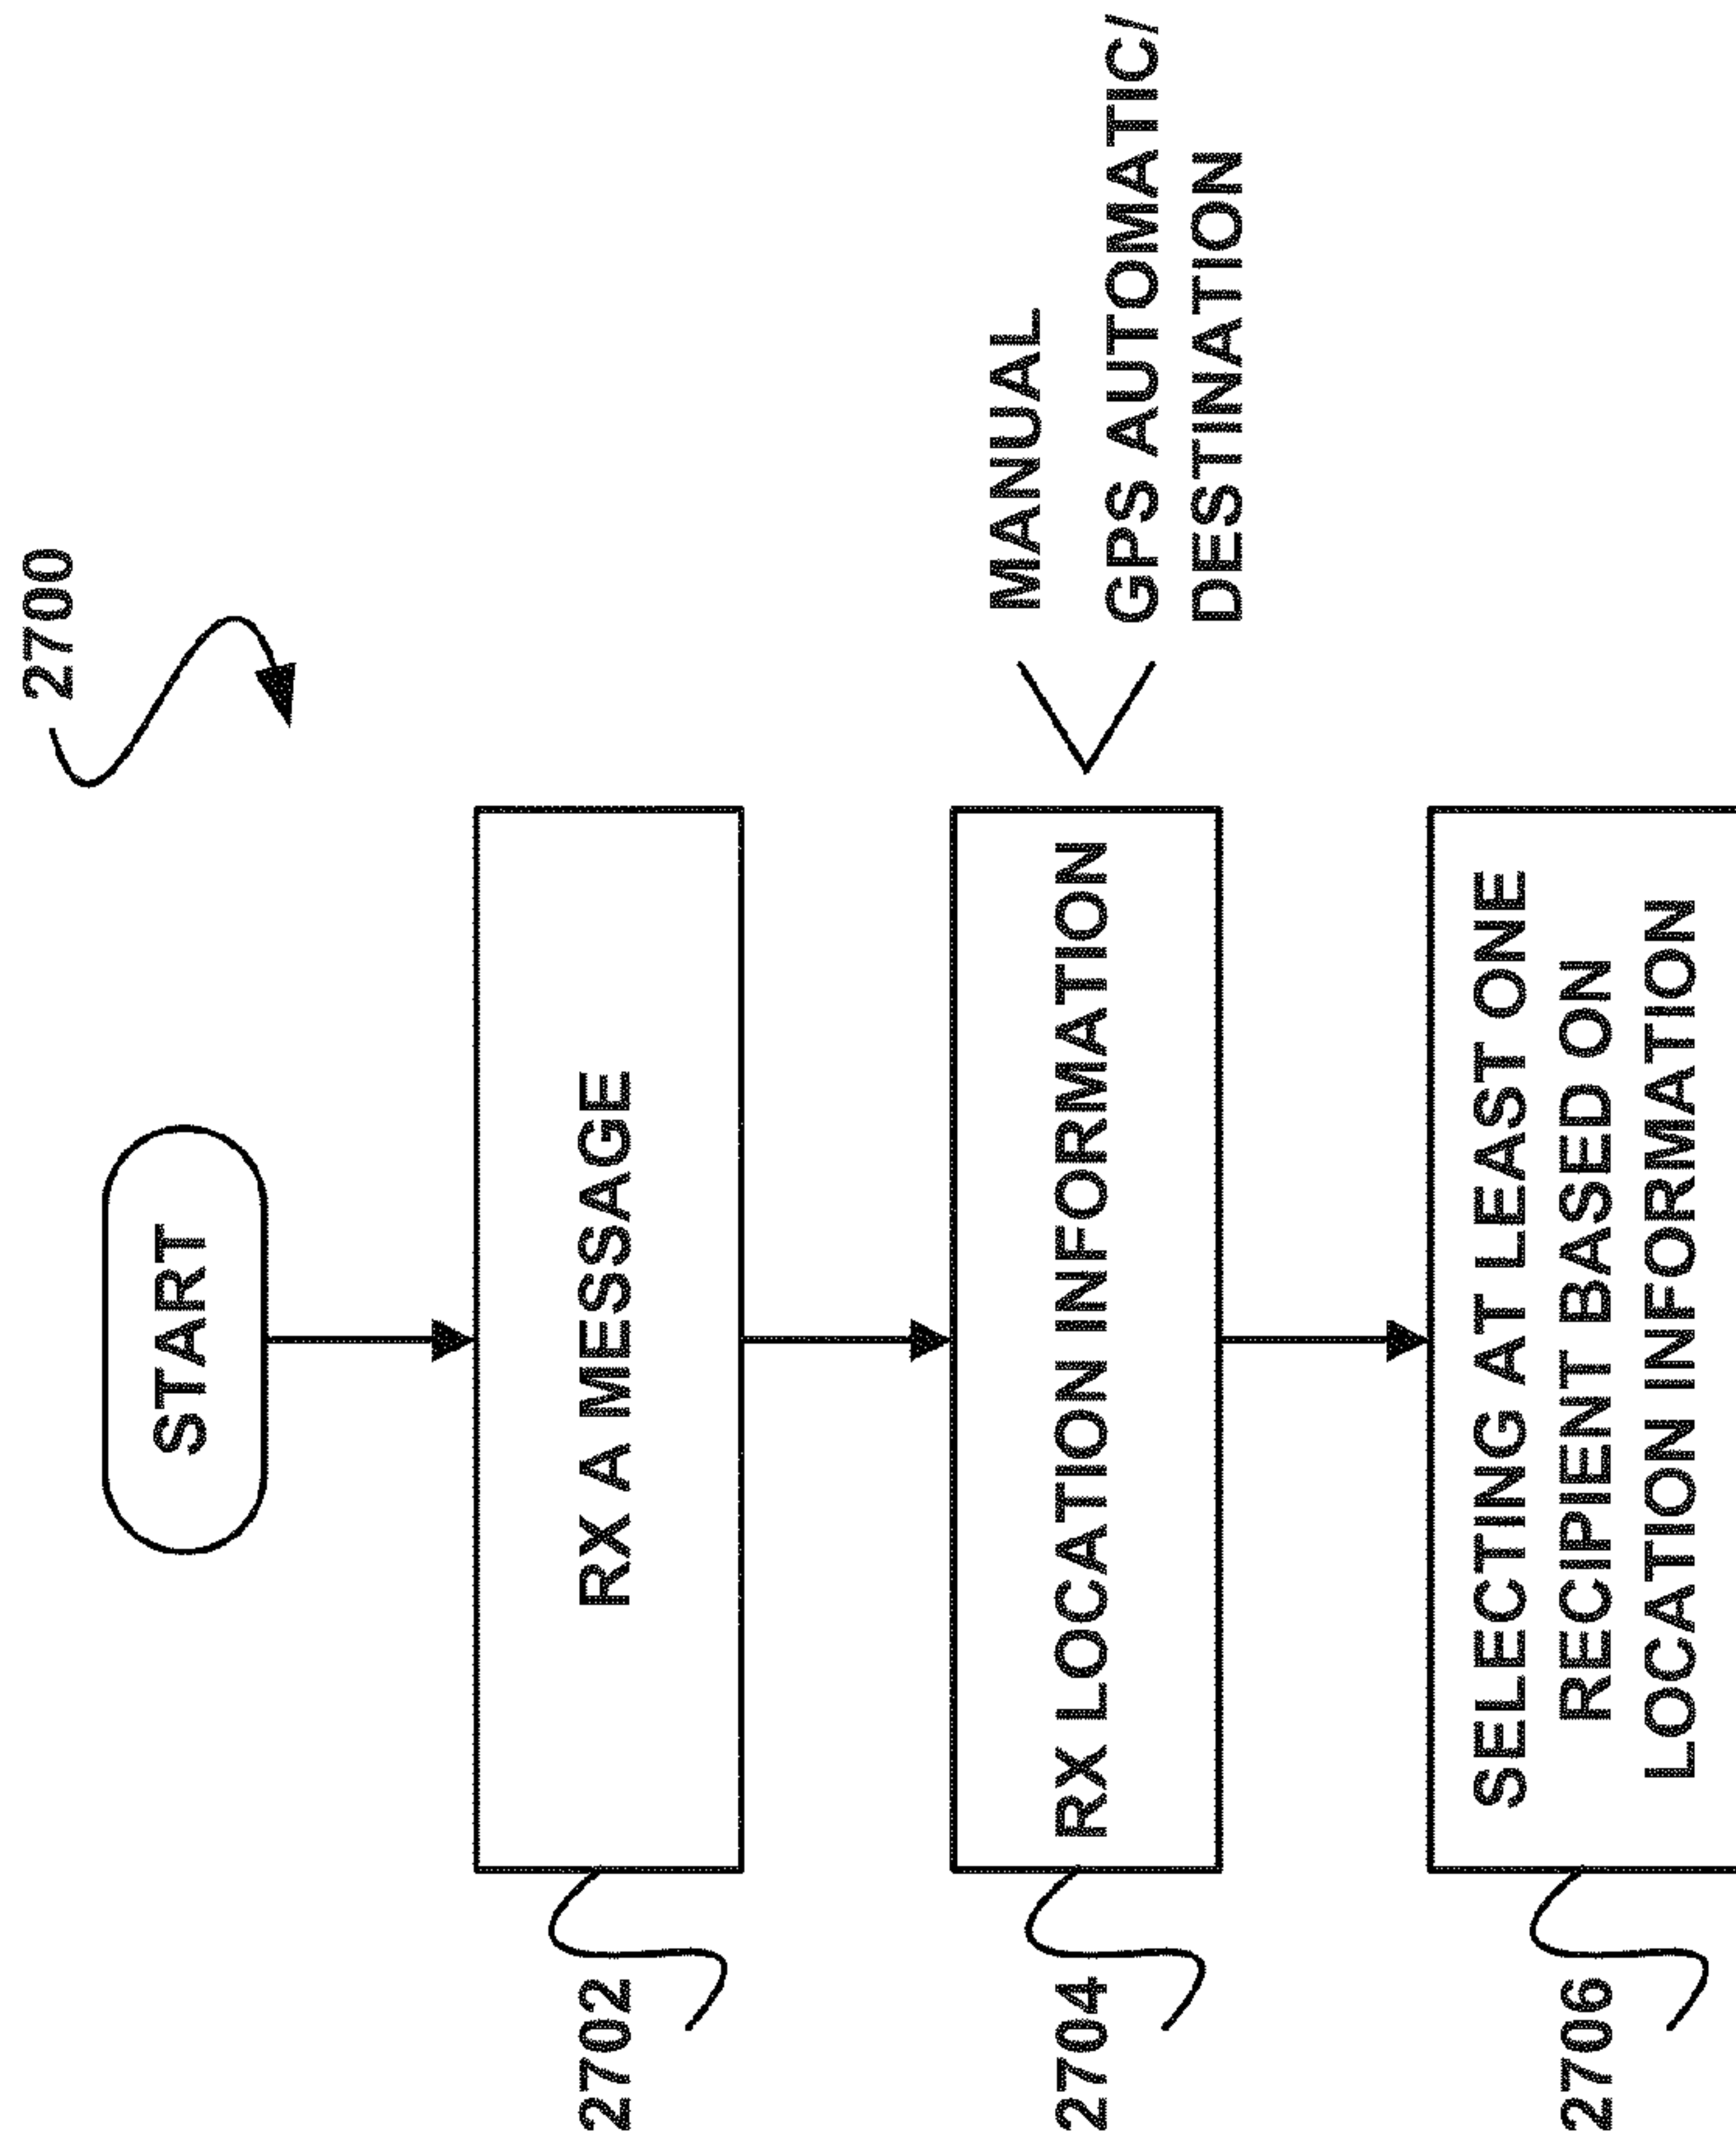 2700
START
RX A MESSAGE
2702
RX LOCATION INFORMATION
2704
MANUAL
GPS AUTOMATIC/
DESTINATION
SELECTING AT LEAST ONE
RECIPIENT BASED ON
LOCATION INFORMATION
2706